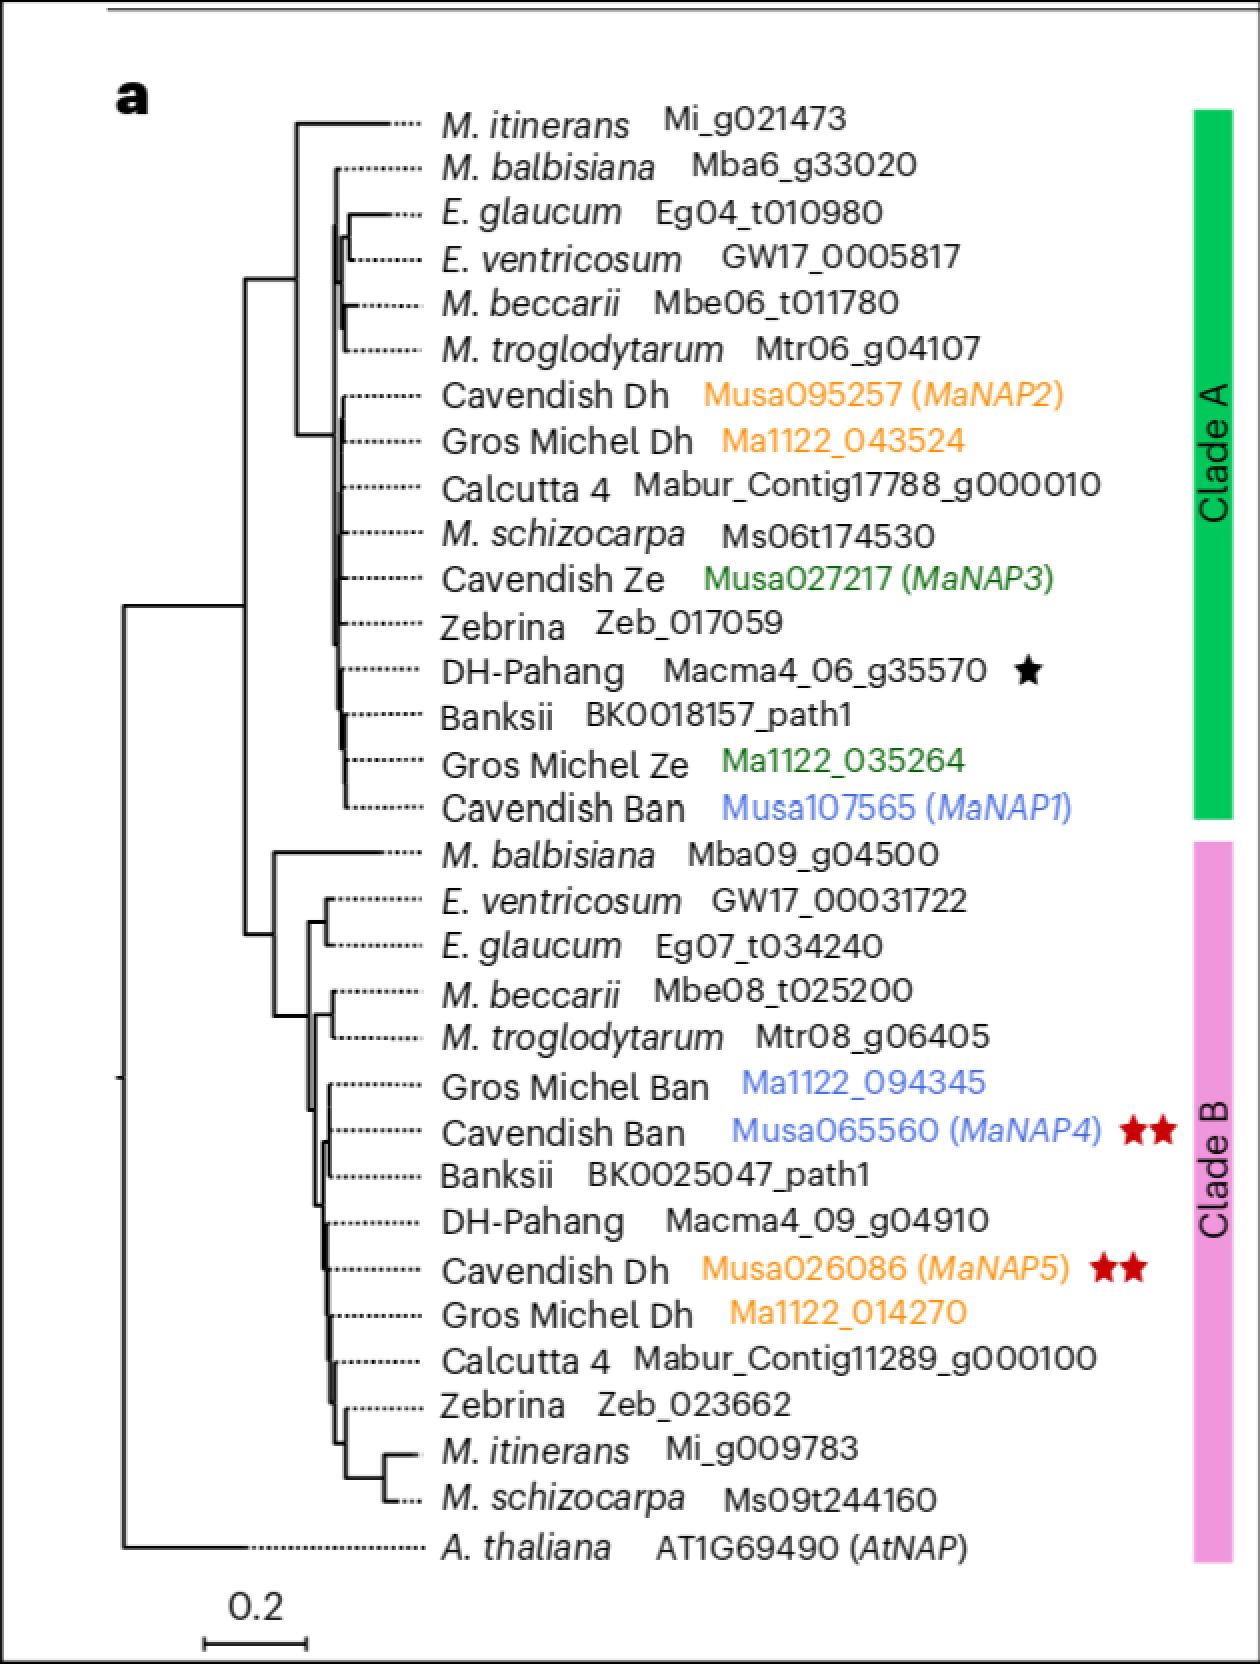 a
M. itinerans Mi_g021473
M. balbisiana Mba6_g33020
E. glaucum Eg04_t010980
E. ventricosum GW17_0005817
M. beccarii Mbe06_t011780
M. troglodytarum Mtr06_g04107
Cavendish Dh Musa095257 (MaNAP2)
Gros Michel Dh Ma1122_043524
Calcutta 4 Mabur_Contig17788_g000010
M. schizocarpa Ms06t174530
Cavendish Ze Musa027217 (MaNAP3)
Zebrina Zeb_017059
DH-Pahang Macma4_06_g35570 ★
Banksii BK0018157_path1
Gros Michel Ze Ma1122_035264
Cavendish Ban Musa107565 (MaNAP1)
Clade A
M. balbisiana Mba09_g04500
E. ventricosum GW17_00031722
E. glaucum Eg07_t034240
M. beccarii Mbe08_t025200
M. troglodytarum Mtr08_g06405
Gros Michel Ban Ma1122_094345
Cavendish Ban Musa065560 (MaNAP4) ★★
Banksii BK0025047_path1
DH-Pahang Macma4_09_g04910
Cavendish Dh Musa026086 (MaNAP5) ★★
Gros Michel Dh Ma1122_014270
Calcutta 4 Mabur_Contig11289_g000100
Zebrina Zeb_023662
M. itinerans Mi_g009783
M. schizocarpa Ms09t244160
A. thaliana AT1G69490 (AtNAP)
Clade B
0.2